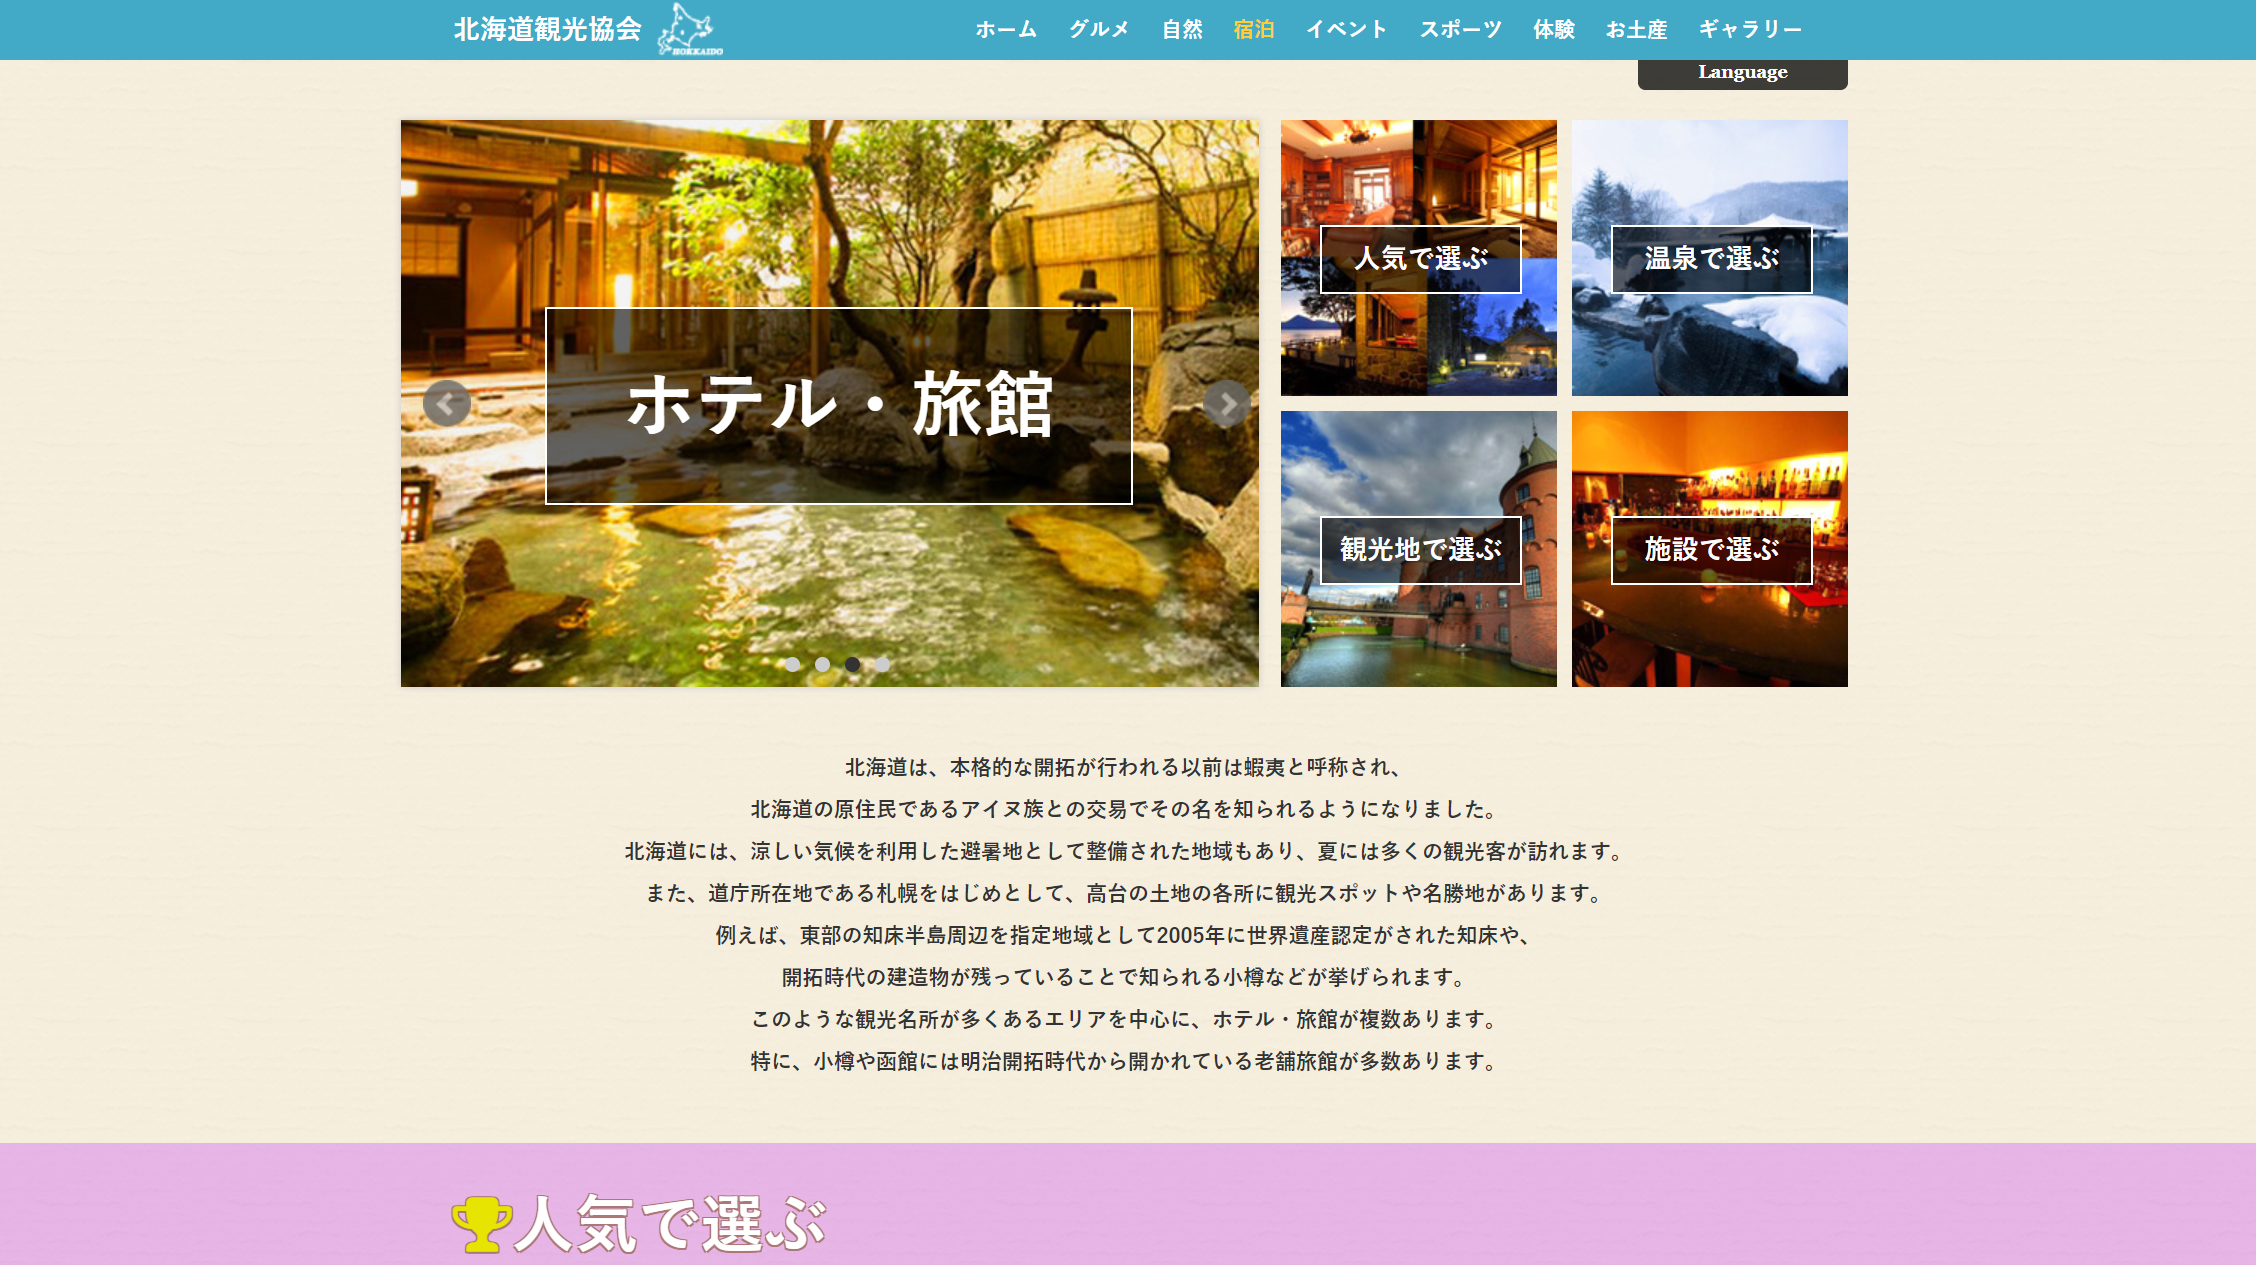 北海道観光協会
HOKKAIDO
ホーム グルメ 自然 宿泊 イベント スポーツ 体験 お土産 ギャラリー
Language
ホテル・旅館
人気で選ぶ
温泉で選ぶ
観光地で選ぶ
施設で選ぶ
北海道は、本格的な開拓が行われる以前は蝦夷と呼称され、
北海道の原住民であるアイヌ族との交易でその名を知られるようになりました。
北海道には、涼しい気候を利用した避暑地として整備された地域もあり、夏には多くの観光客が訪れます。
また、道庁所在地である札幌をはじめとして、高台の土地の各所に観光スポットや名勝地があります。
例えば、東部の知床半島周辺を指定地域として2005年に世界遺産認定がされた知床や、
開拓時代の建造物が残っていることで知られる小樽などが挙げられます。
このような観光名所が多くあるエリアを中心に、ホテル・旅館が複数あります。
特に、小樽や函館には明治開拓時代から開かれている老舗旅館が多数あります。
人気で選ぶ